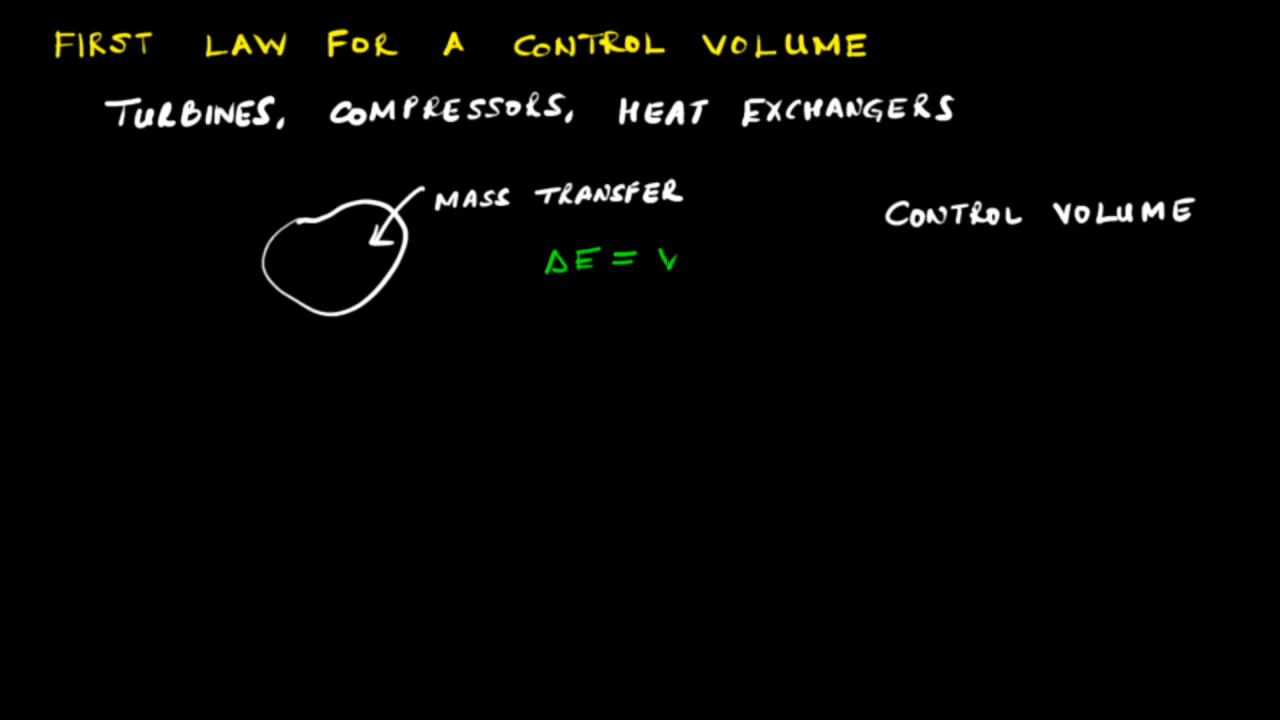 FIRST LAW FOR A CONTROL VOLUME
TURBINES, COMPRESSORS, HEAT EXCHANGERS
MASS TRANSFER
CONTROL VOLUME
ΔE = V